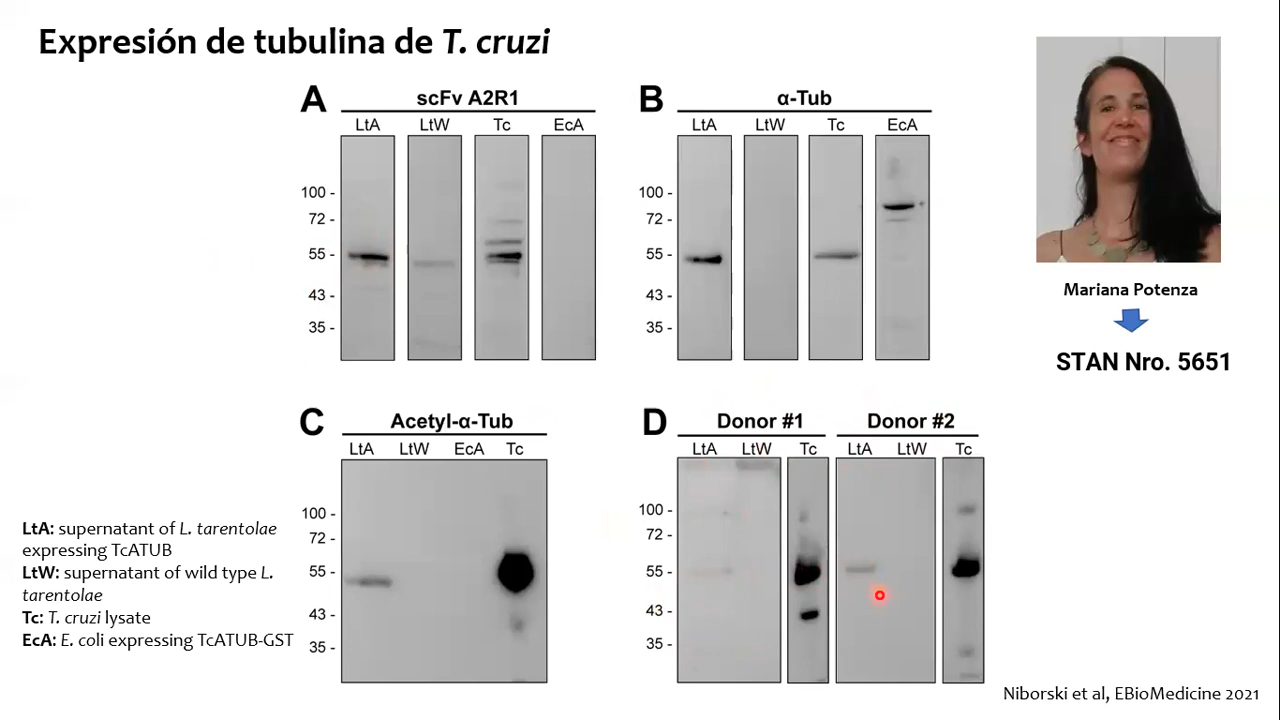 Expresión de tubulina de T. cruzi
A
scFv A2R1
LtA LtW Tc EcA
100 -
72 -
55 -
43 -
35 -
B
α-Tub
LtA LtW Tc EcA
100 -
72 -
55 -
43 -
35 -
Mariana Potenza
STAN Nro. 5651
C
Acetyl-α-Tub
LtA LtW EcA Tc
100 -
72 -
55 -
43 -
35 -
D
Donor #1 Donor #2
LtA LtW Tc LtA LtW Tc
100 -
72 -
55 -
43 -
35 -
LtA: supernatant of L. tarentolae
expressing TcATUB
LtW: supernatant of wild type L.
tarentolae
Tc: T. cruzi lysate
EcA: E. coli expressing TcATUB-GST
Niborski et al, EBioMedicine 2021